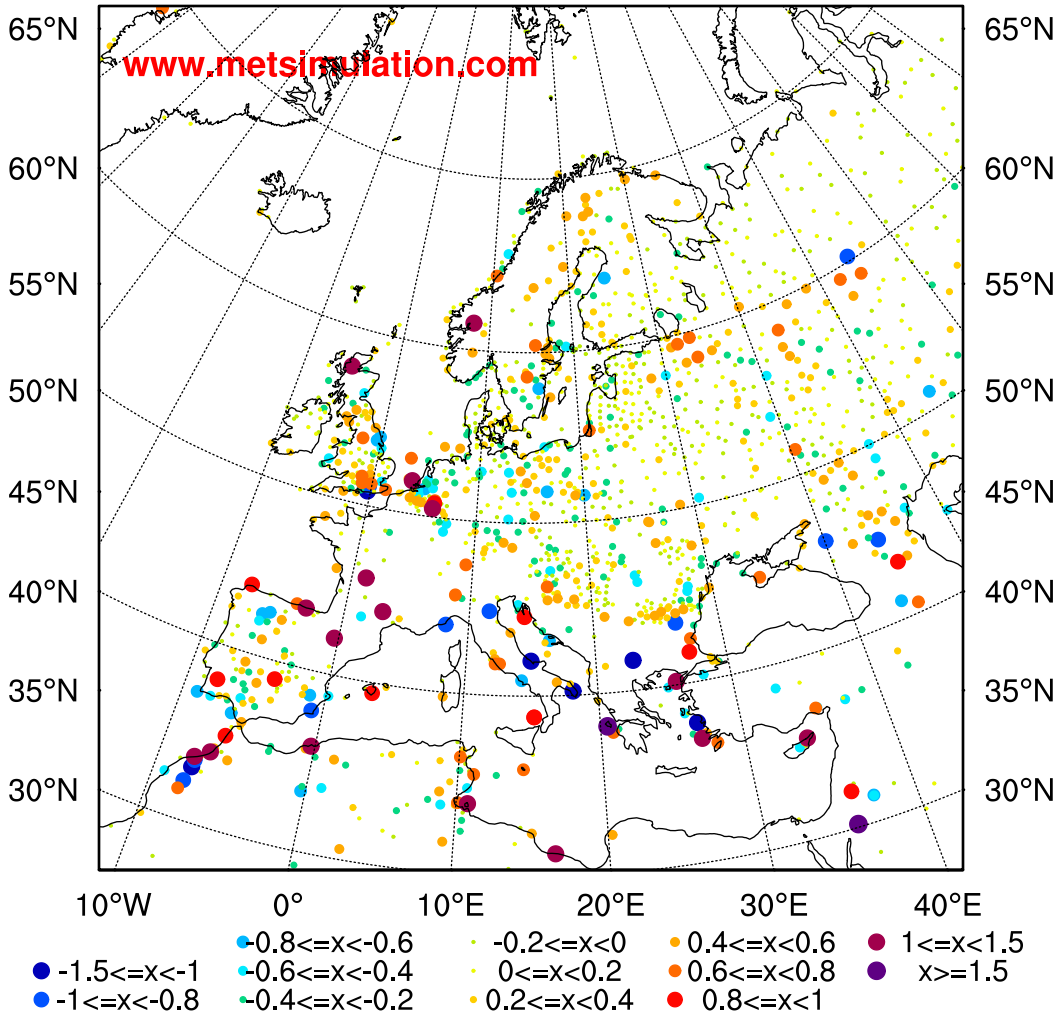 65°N 65°N
www.metsimulation.com
60°N 60°N
55°N 55°N
50°N 50°N
45°N 45°N
40°N 40°N
35°N 35°N
30°N 30°N
10°W 0° 10°E 20°E 30°E 40°E
-0.8<=x<-0.6 -0.2<=x<0 0.4<=x<0.6 1<=x<1.5
-1.5<=x<-1 -0.6<=x<-0.4 0<=x<0.2 0.6<=x<0.8 x>=1.5
-1<=x<-0.8 -0.4<=x<-0.2 0.2<=x<0.4 0.8<=x<1